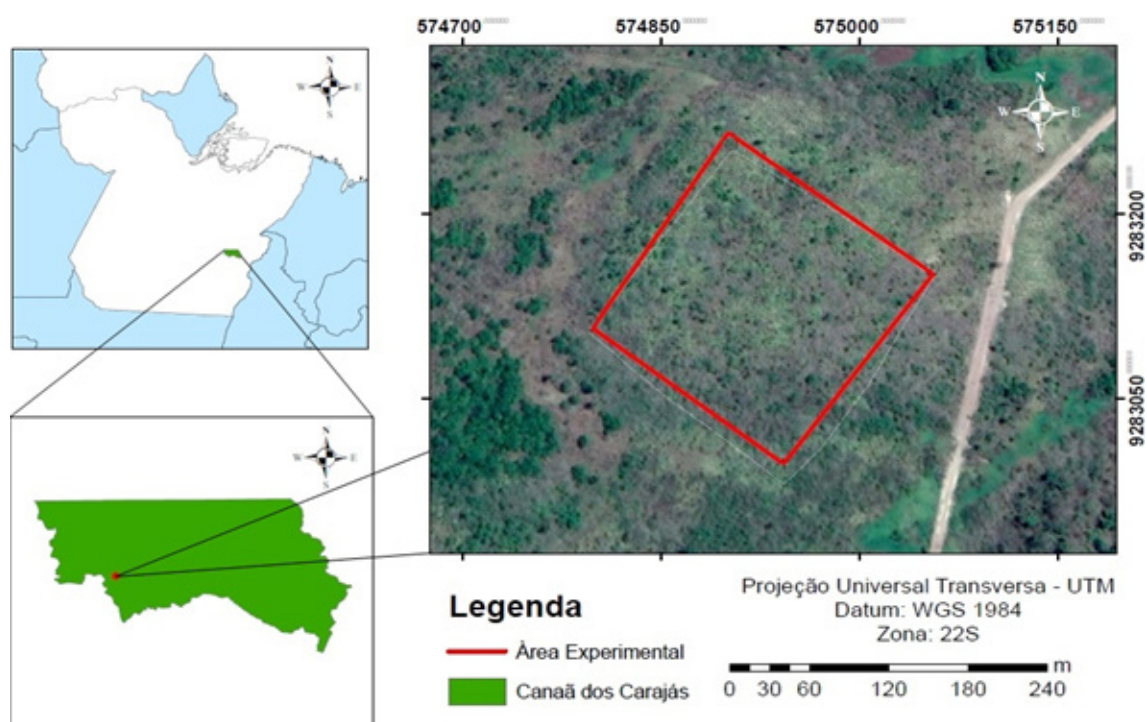 574700 574850 575000 575150
N
W E
S
N
W E
S
9283200
9283050
N
W E
S
Legenda
Àrea Experimental
Canaã dos Carajás
Projeção Universal Transversa - UTM
Datum: WGS 1984
Zona: 22S
0 30 60 120 180 240 m